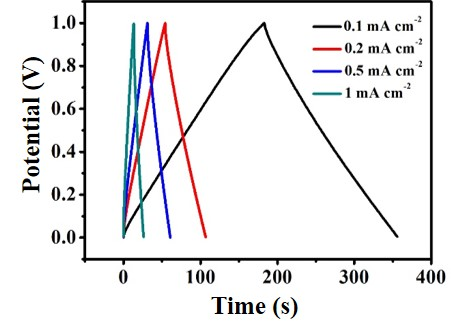 Potential (V)
1.0
0.8
0.6
0.4
0.2
0.0
0.1 mA cm⁻²
0.2 mA cm⁻²
0.5 mA cm⁻²
1 mA cm⁻²
0 100 200 300 400
Time (s)